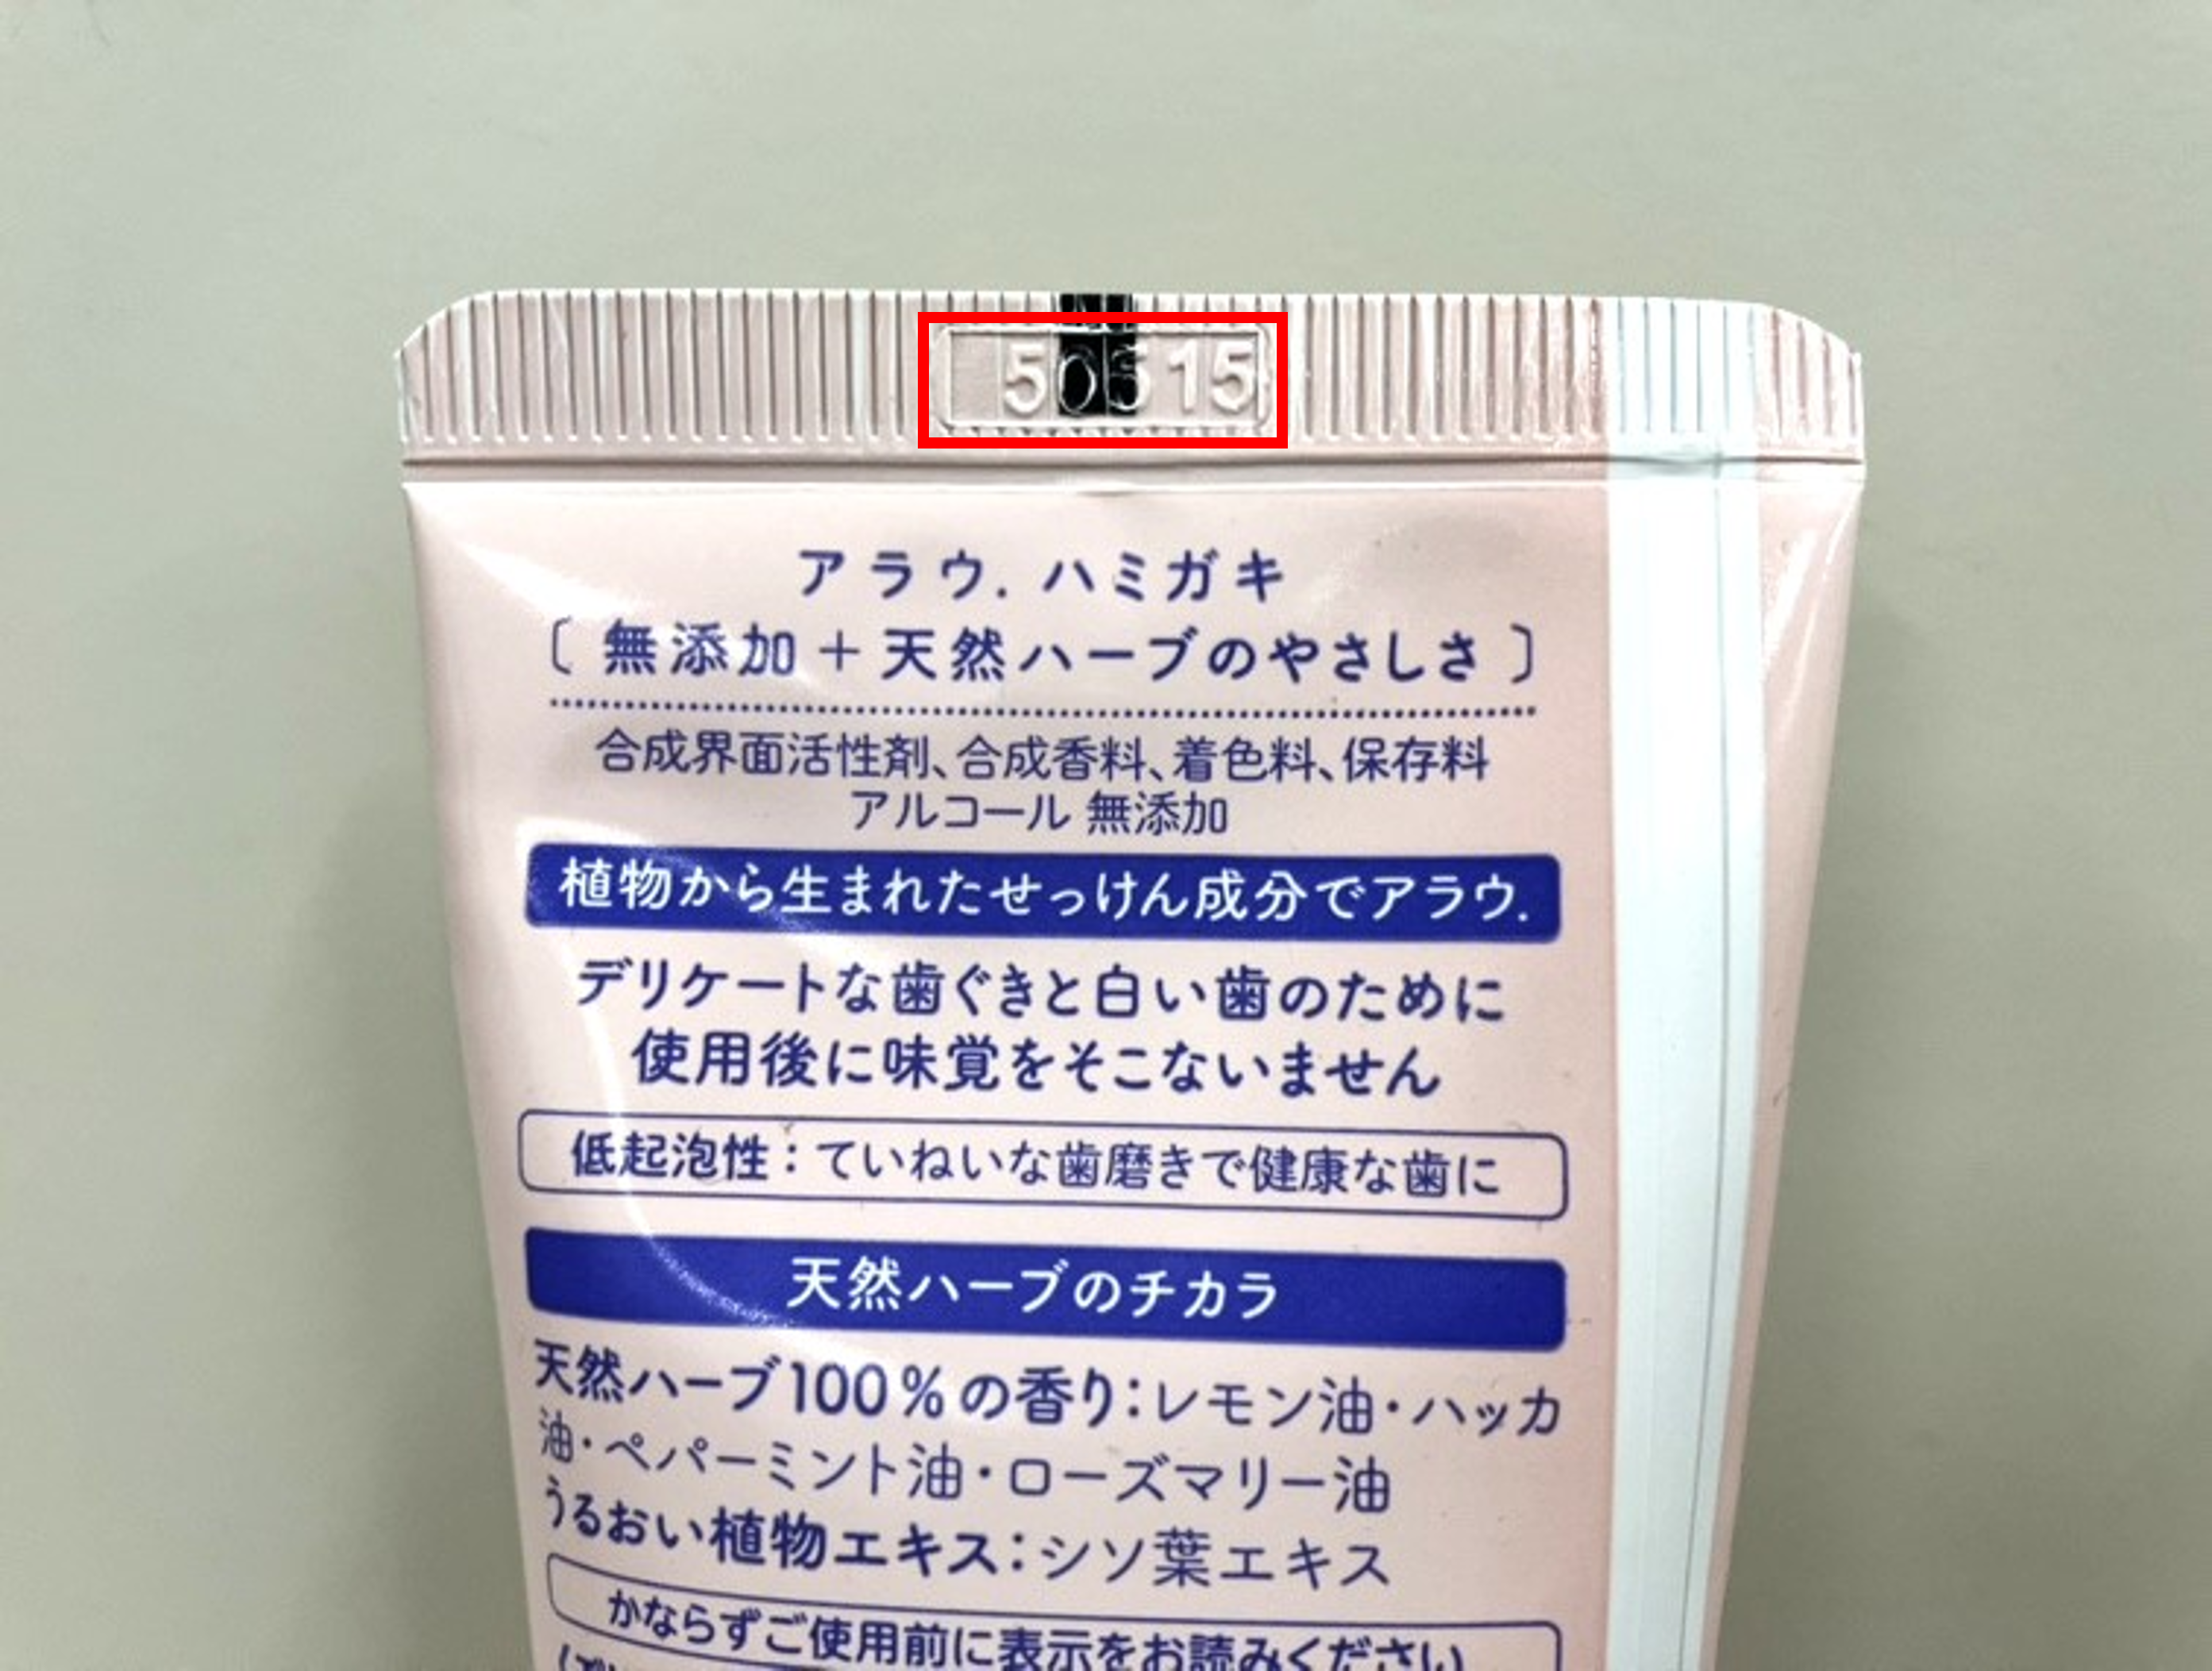 50515
アラウ. ハミガキ
〔 無添加＋天然ハーブのやさしさ 〕
合成界面活性剤、合成香料、着色料、保存料
アルコール 無添加
植物から生まれたせっけん成分でアラウ.
デリケートな歯ぐきと白い歯のために
使用後に味覚をそこないません
低起泡性：ていねいな歯磨きで健康な歯に
天然ハーブのチカラ
天然ハーブ100％の香り：レモン油・ハッカ
油・ペパーミント油・ローズマリー油
うるおい植物エキス：シソ葉エキス
かならずご使用前に表示をお読みください